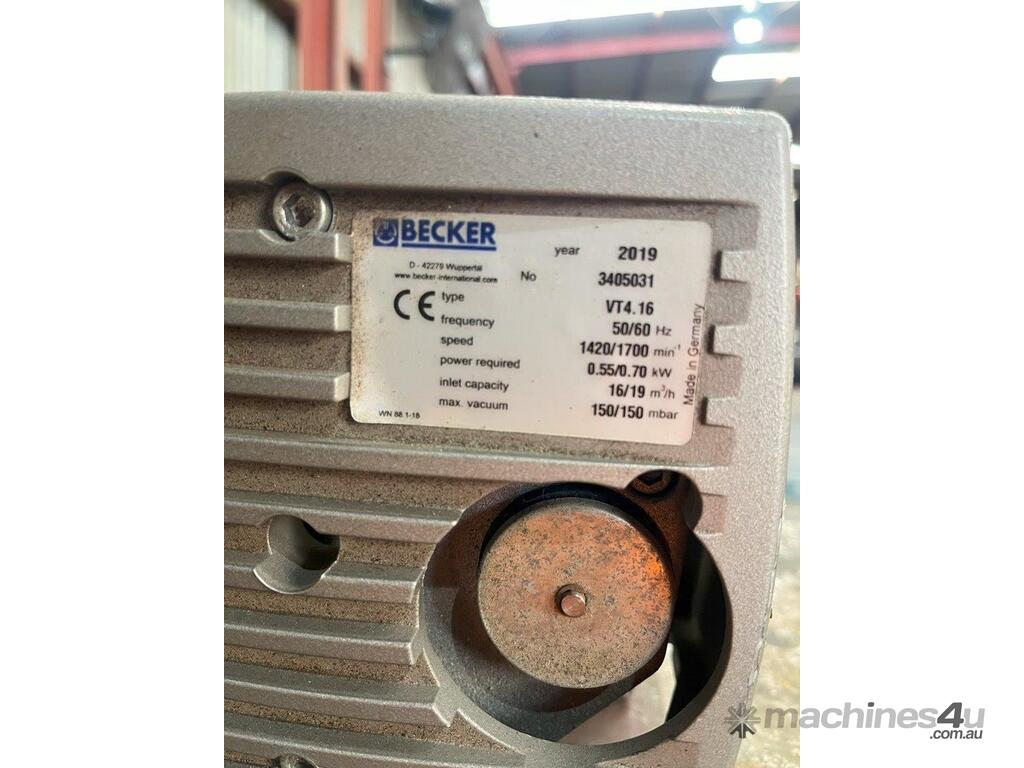 BECKER
D - 42279 Wuppertal
www.becker-international.com
year 2019
No 3405031
CE
type VT4.16
frequency 50/60 Hz
speed 1420/1700 min⁻¹
power required 0.55/0.70 kW
inlet capacity 16/19 m³/h
max. vacuum 150/150 mbar
WN 88 1-18
Made in Germany
machines4u
.com.au